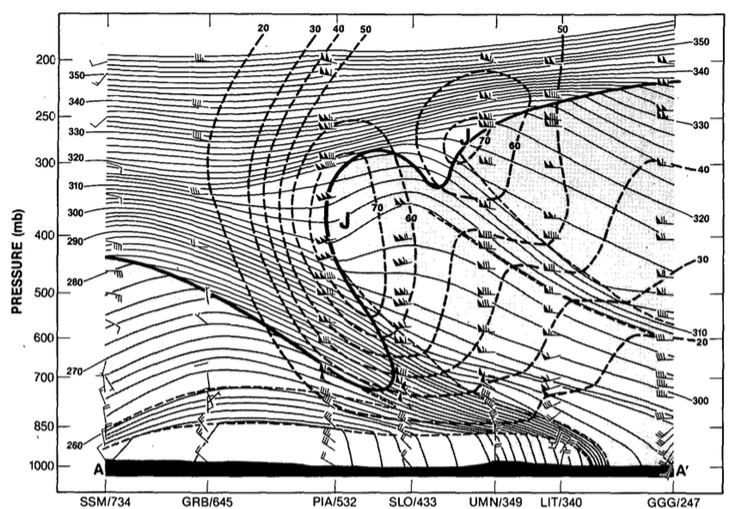 20 30 40 50 50
200
350 350
340
340 250 330
330
J 70 60
320 300
40
310 J 70 60
300 320
400
290
30
280
500
310
600 20
270 700
300
850
260
1000 A A'
PRESSURE (mb)
SSM/734 GRB/645 PIA/532 SLO/433 UMN/349 LIT/340 GGG/247